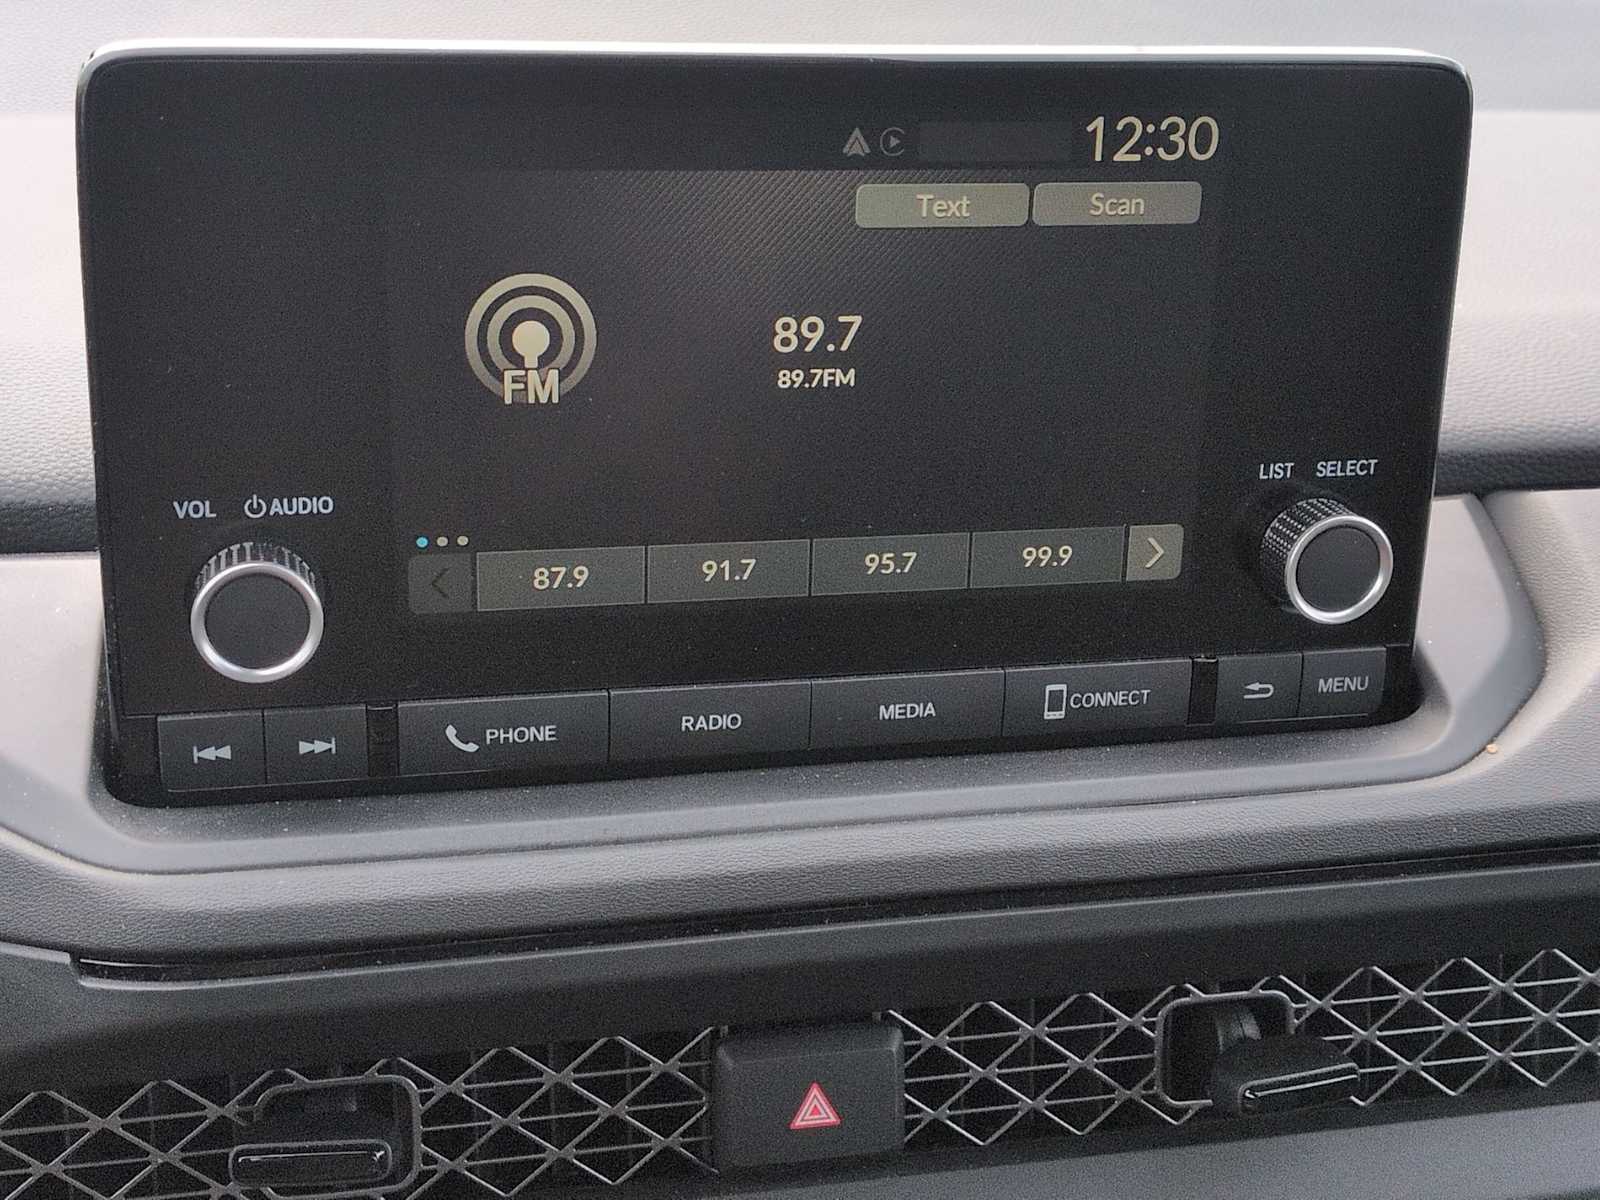 12:30
Text Scan
89.7
FM
89.7FM
LIST SELECT
VOL AUDIO
87.9 91.7 95.7 99.9
PHONE RADIO MEDIA CONNECT MENU